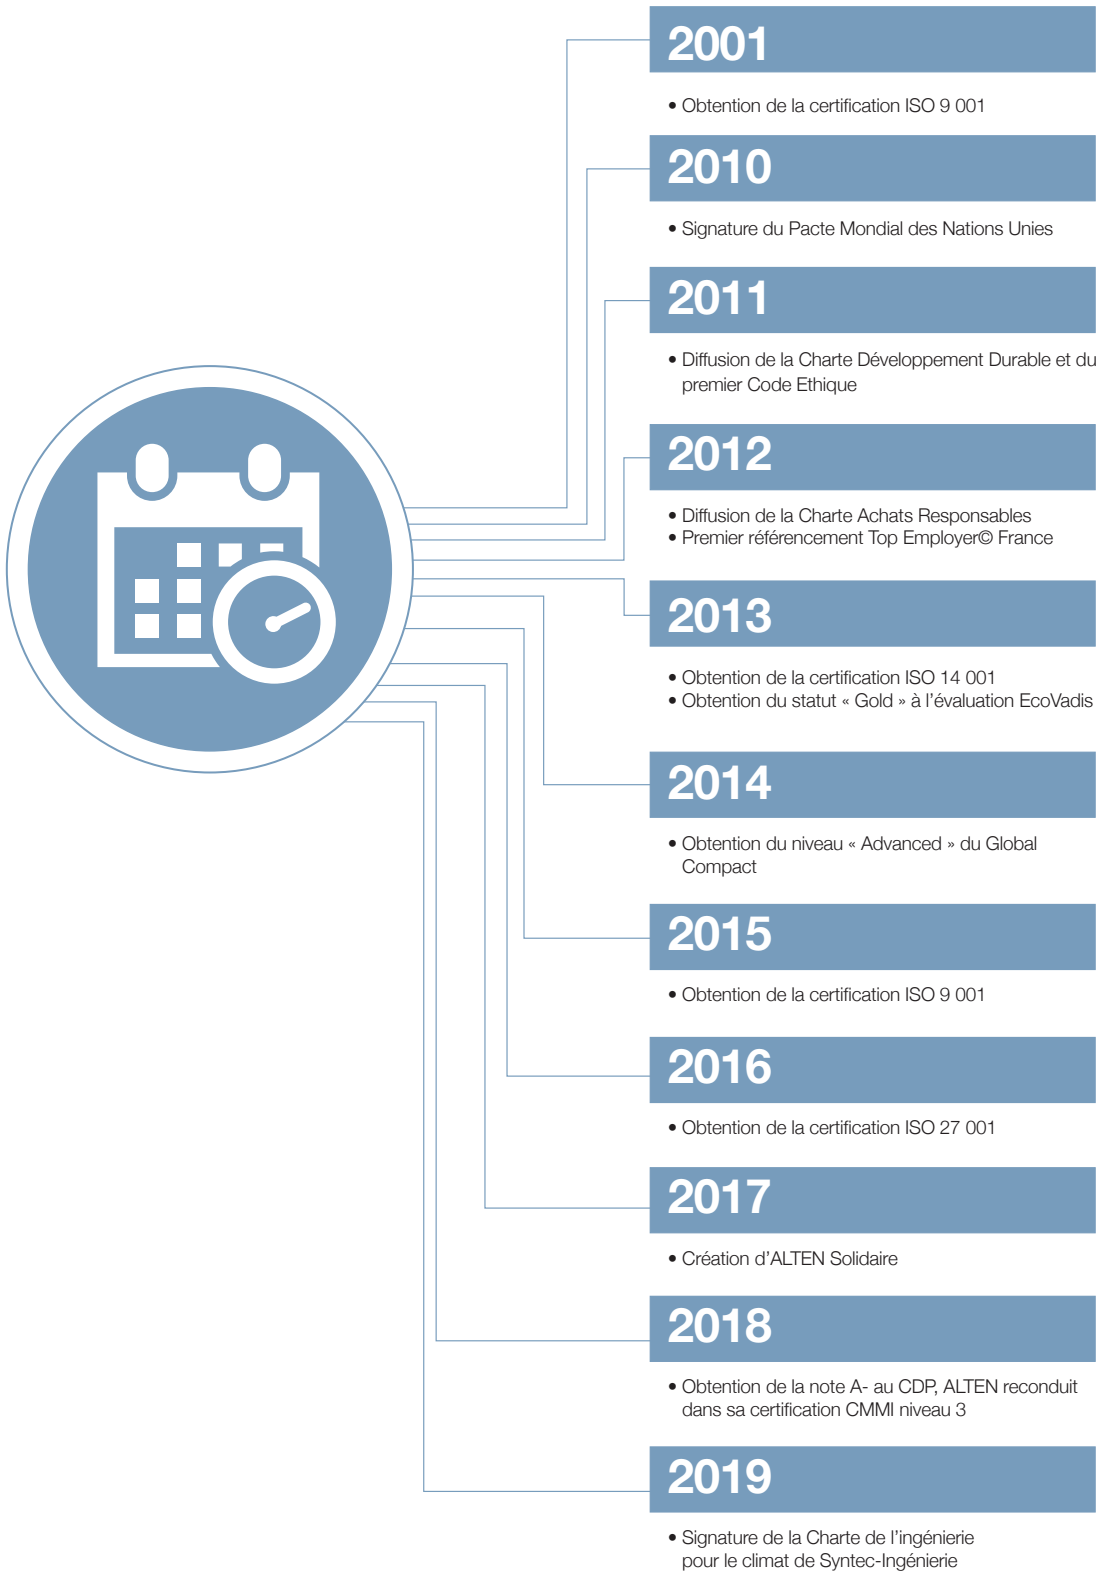 2001
• Obtention de la certification ISO 9 001
2010
• Signature du Pacte Mondial des Nations Unies
2011
• Diffusion de la Charte Développement Durable et du
premier Code Ethique
2012
• Diffusion de la Charte Achats Responsables
• Premier référencement Top Employer© France
2013
• Obtention de la certification ISO 14 001
• Obtention du statut « Gold » à l’évaluation EcoVadis
2014
• Obtention du niveau « Advanced » du Global
Compact
2015
• Obtention de la certification ISO 9 001
2016
• Obtention de la certification ISO 27 001
2017
• Création d’ALTEN Solidaire
2018
• Obtention de la note A- au CDP, ALTEN reconduit
dans sa certification CMMI niveau 3
2019
• Signature de la Charte de l’ingénierie
pour le climat de Syntec-Ingénierie